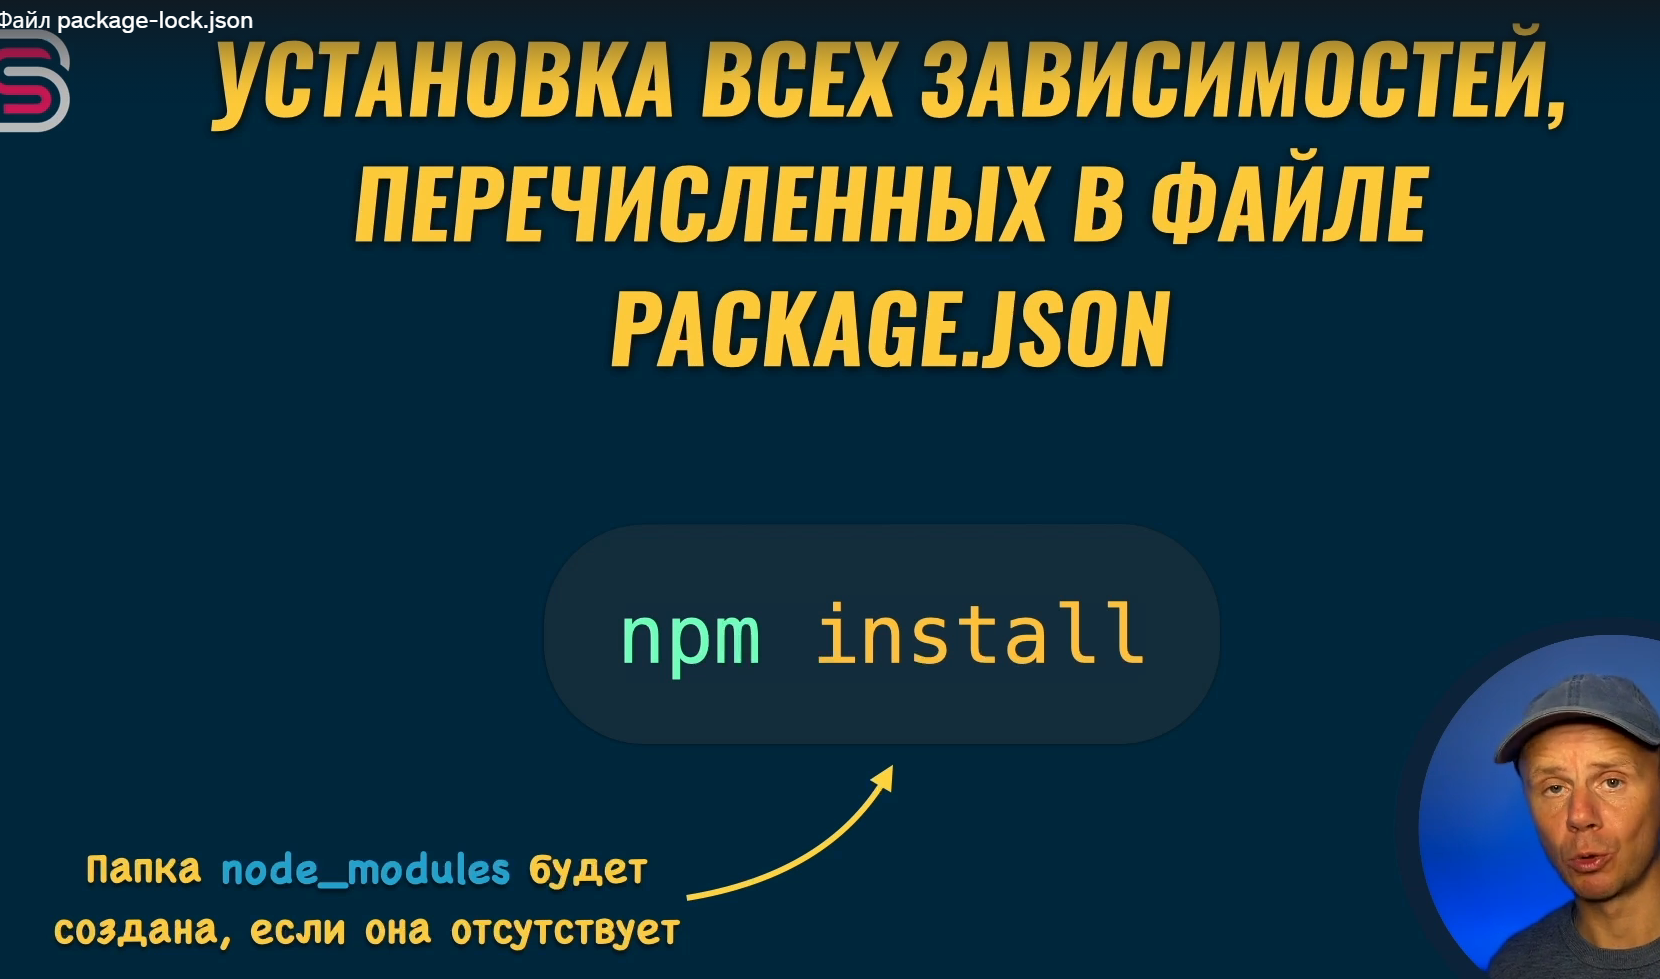 Файл package-lock.json
УСТАНОВКА ВСЕХ ЗАВИСИМОСТЕЙ,
ПЕРЕЧИСЛЕННЫХ В ФАЙЛЕ
PACKAGE.JSON
npm install
Папка node_modules будет
создана, если она отсутствует